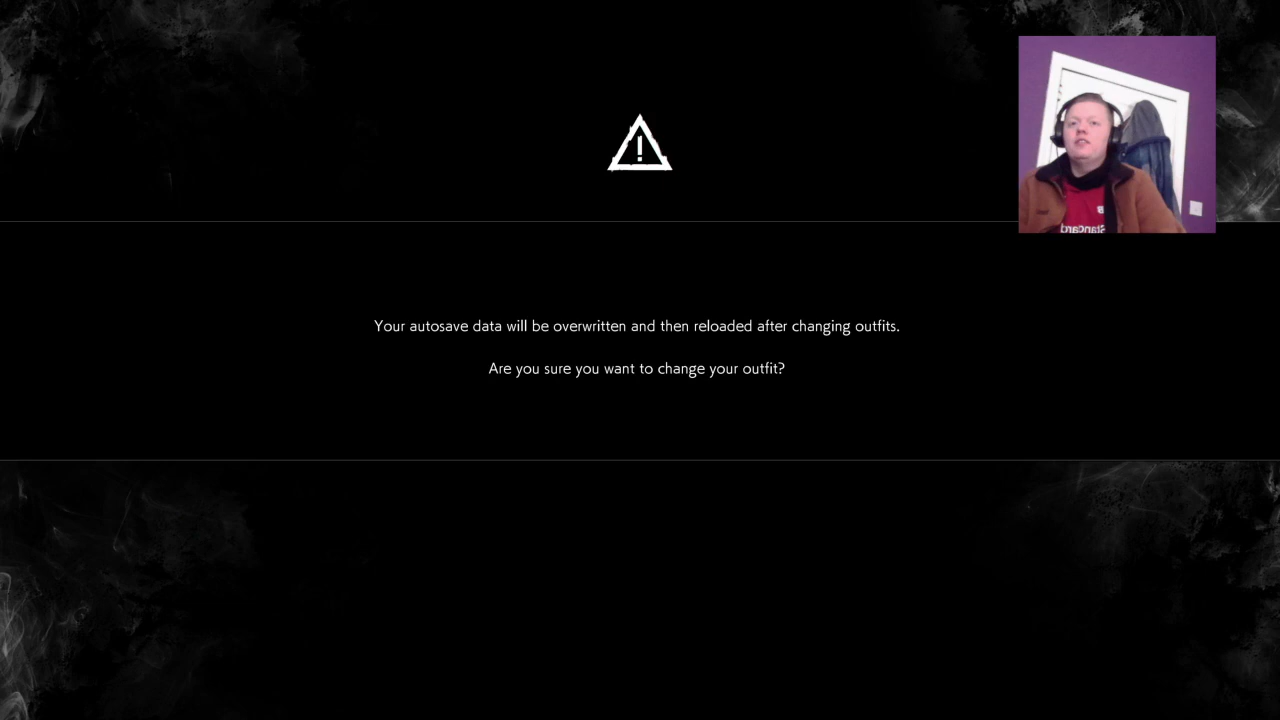 Your autosave data will be overwritten and then reloaded after changing outfits.
Are you sure you want to change your outfit?
Standard